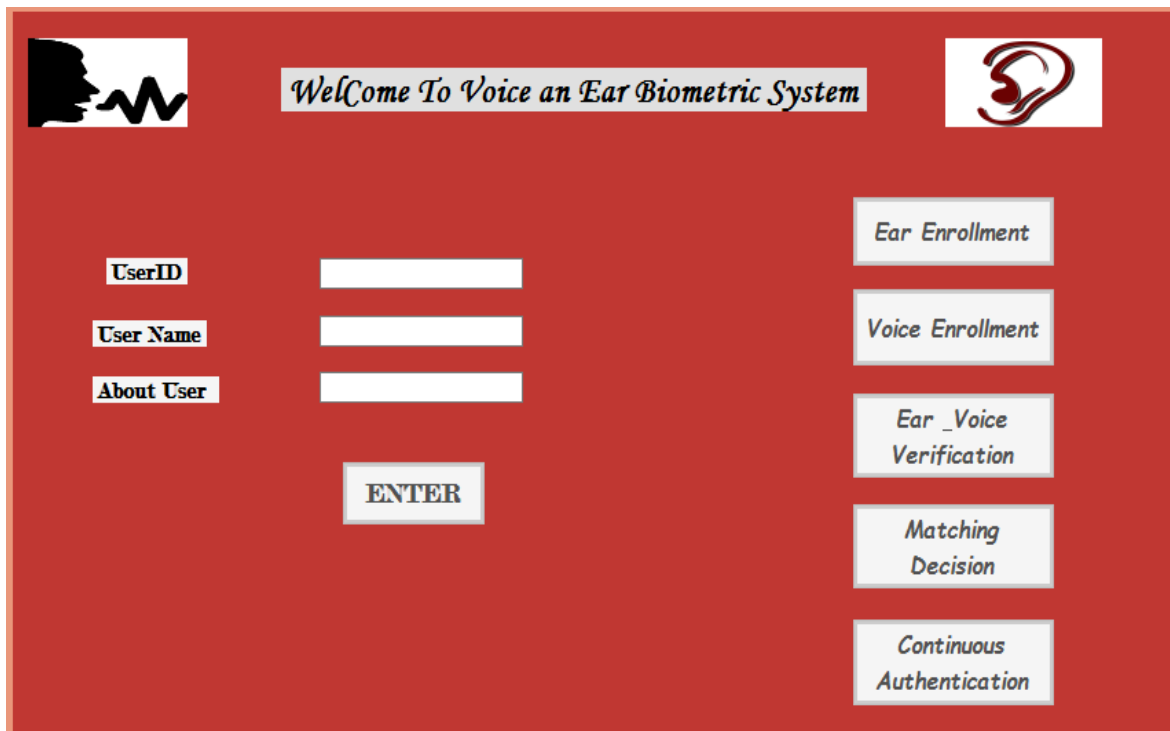 WelCome To Voice an Ear Biometric System
UserID
User Name
About User
ENTER
Ear Enrollment
Voice Enrollment
Ear _Voice
Verification
Matching
Decision
Continuous
Authentication